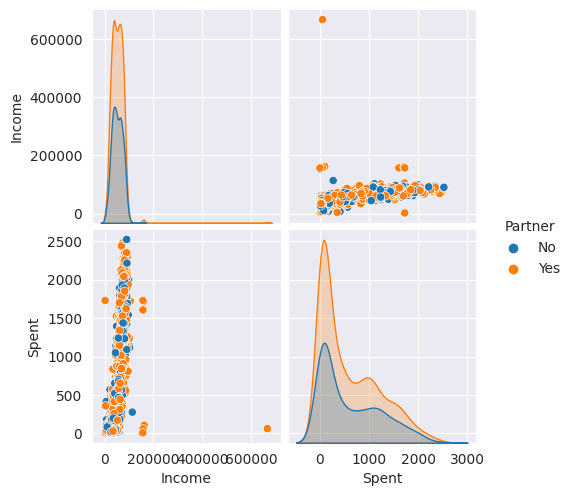 600000
400000
200000
0
Income
2500
2000
1500
1000
500
0
Spent
0 200000 400000 600000
Income
0 1000 2000 3000
Spent
Partner
No
Yes